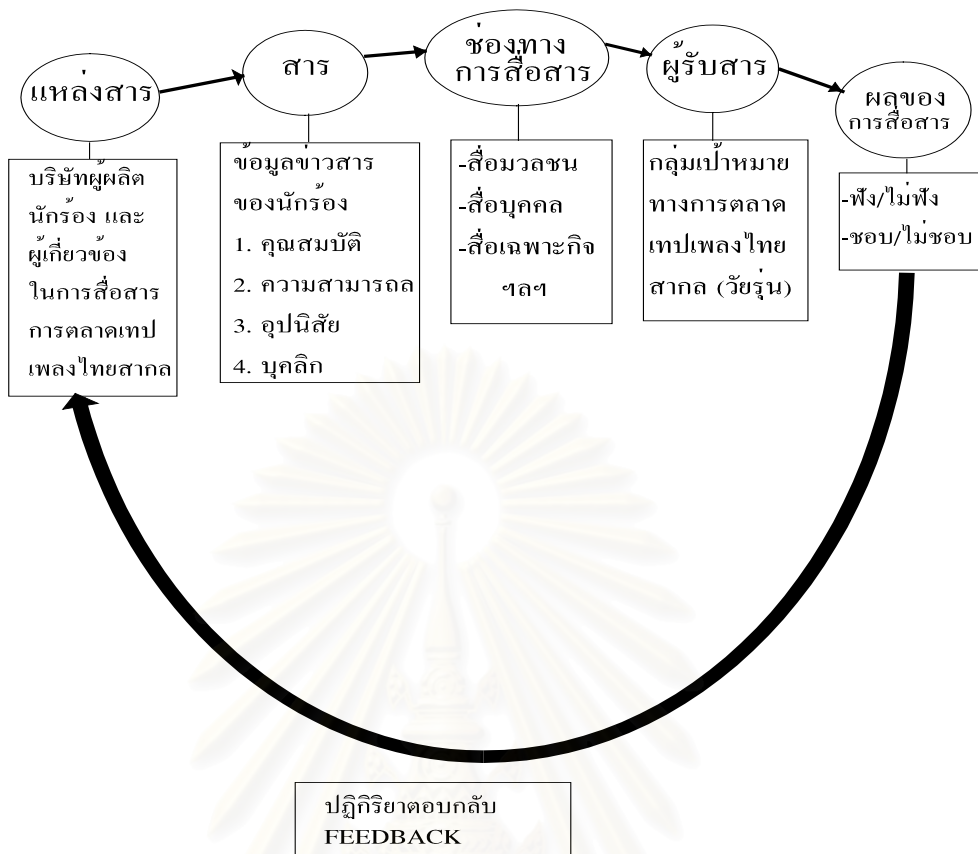 แหล่งสาร
สาร
ช่องทาง
การสื่อสาร
ผู้รับสาร
ผลของ
การสื่อสาร
บริษัทผู้ผลิต
นักร้อง และ
ผู้เกี่ยวข้อง
ในการสื่อสาร
การตลาดเทป
เพลงไทยสากล
ข้อมูลข่าวสาร
ของนักร้อง
1. คุณสมบัติ
2. ความสามารถล
3. อุปนิสัย
4. บุคลิก
-สื่อมวลชน
-สื่อบุคคล
-สื่อเฉพาะกิจ
ฯลฯ
กลุ่มเป้าหมาย
ทางการตลาด
เทปเพลงไทย
สากล (วัยรุ่น)
-ฟัง/ไม่ฟัง
-ชอบ/ไม่ชอบ
ปฏิกิริยาตอบกลับ
FEEDBACK